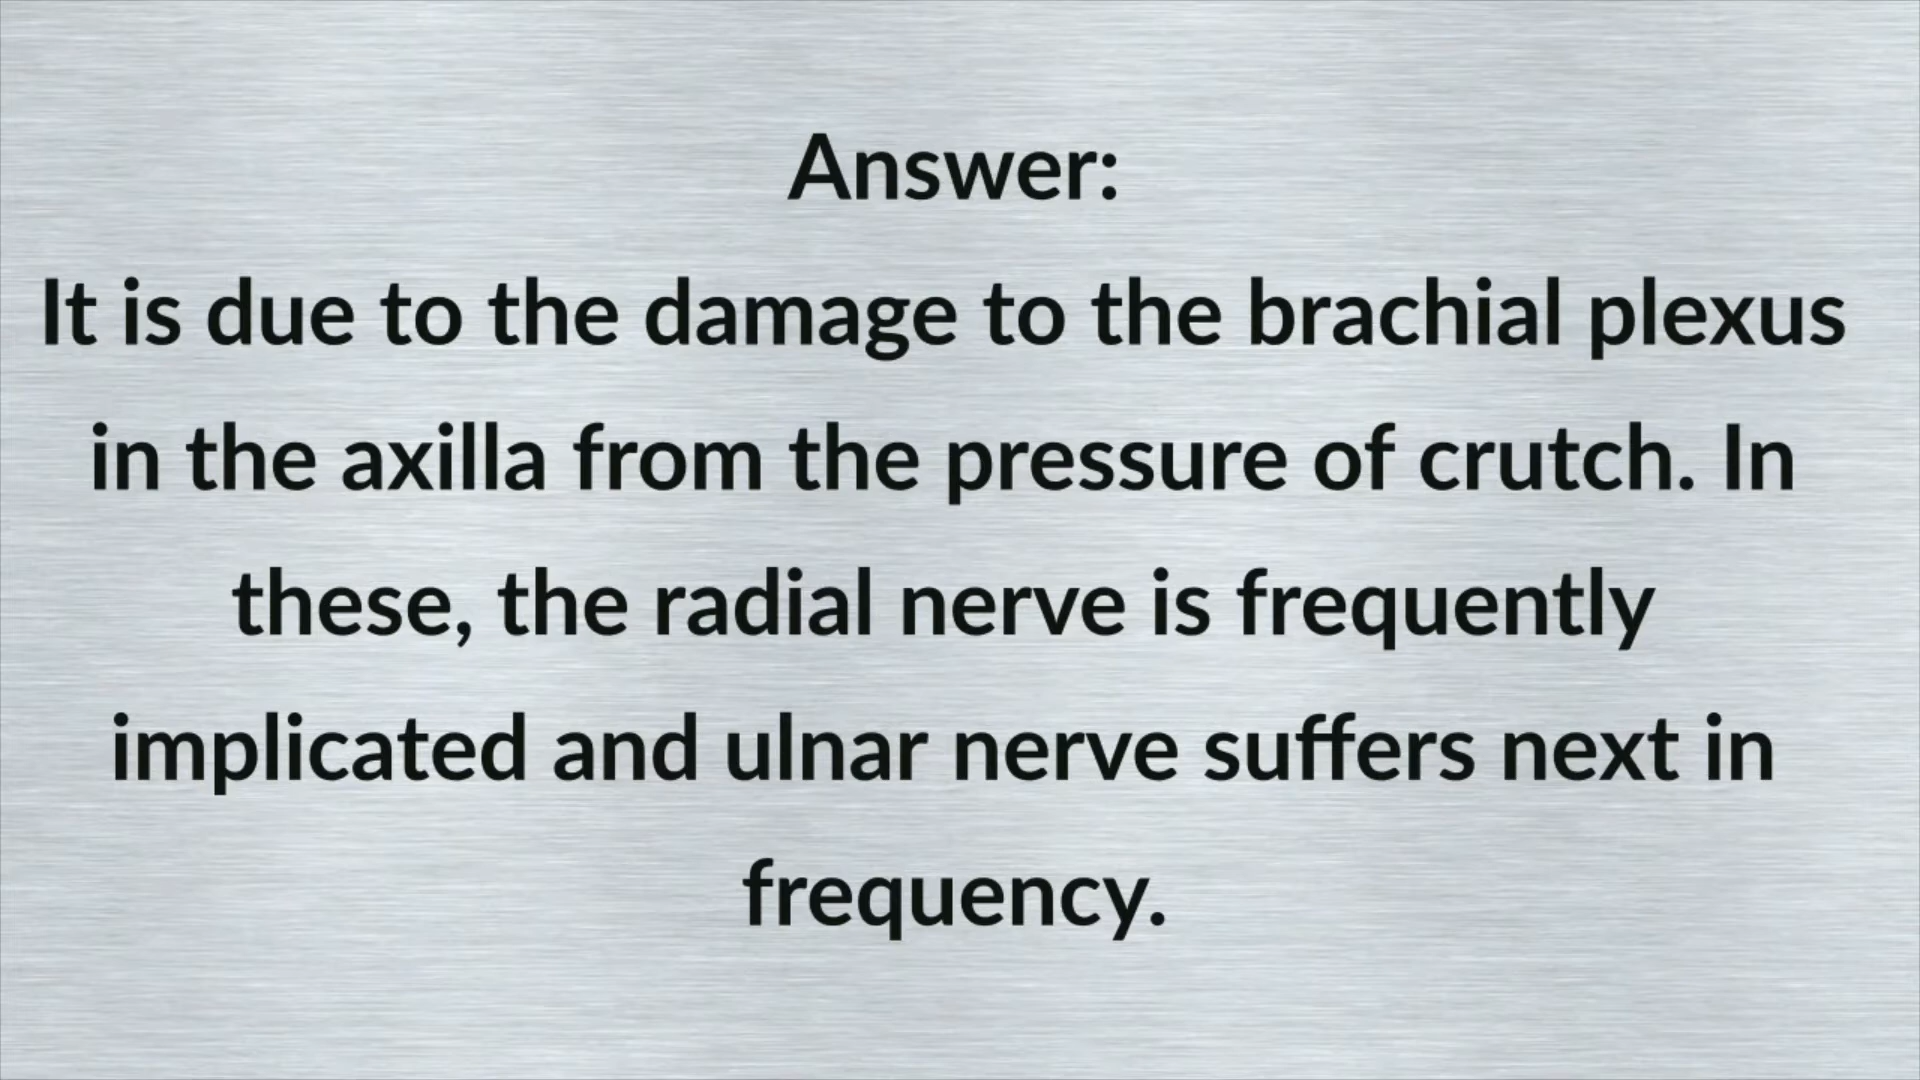 Answer:
It is due to the damage to the brachial plexus
in the axilla from the pressure of crutch. In
these, the radial nerve is frequently
implicated and ulnar nerve suffers next in
frequency.